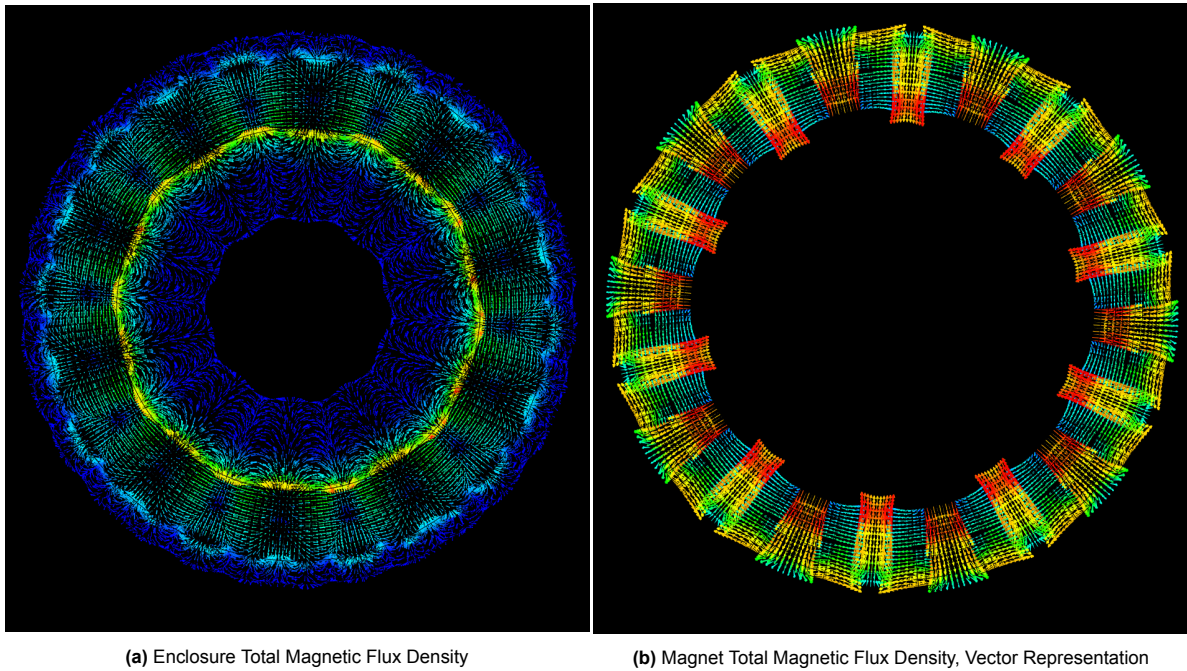 (a) Enclosure Total Magnetic Flux Density
(b) Magnet Total Magnetic Flux Density, Vector Representation